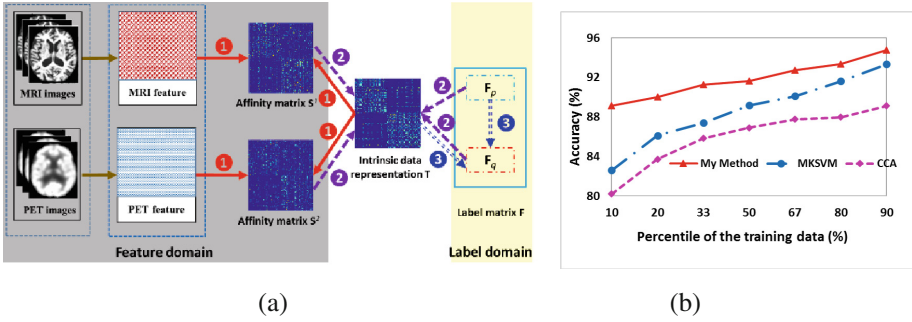 MRI images
MRI feature
1
Affinity matrix S¹
2
1
PET images
PET feature
1
Affinity matrix S²
1
2
Intrinsic data
representation T
2
2
3
F_p
3
F_q
Label matrix F
Feature domain
Label domain
(a)
Accuracy (%)
96
92
88
84
80
My Method
MKSVM
CCA
10 20 33 50 67 80 90
Percentile of the training data (%)
(b)